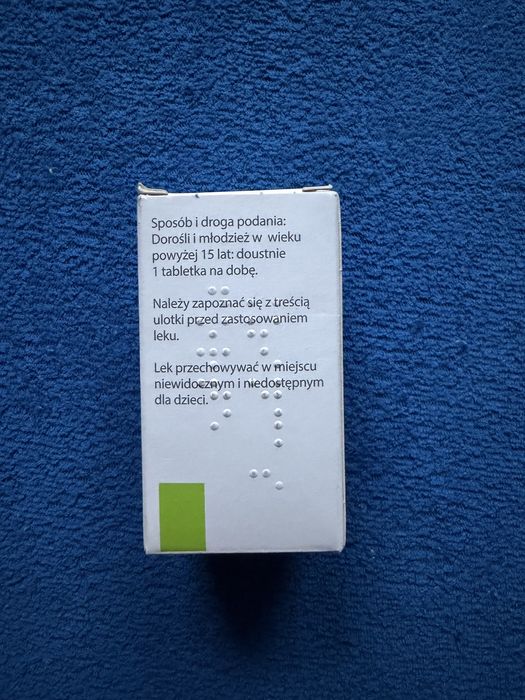 Sposób i droga podania:
Dorośli i młodzież w wieku
powyżej 15 lat: doustnie
1 tabletka na dobę.
Należy zapoznać się z treścią
ulotki przed zastosowaniem
leku.
Lek przechowywać w miejscu
niewidocznym i niedostępnym
dla dzieci.